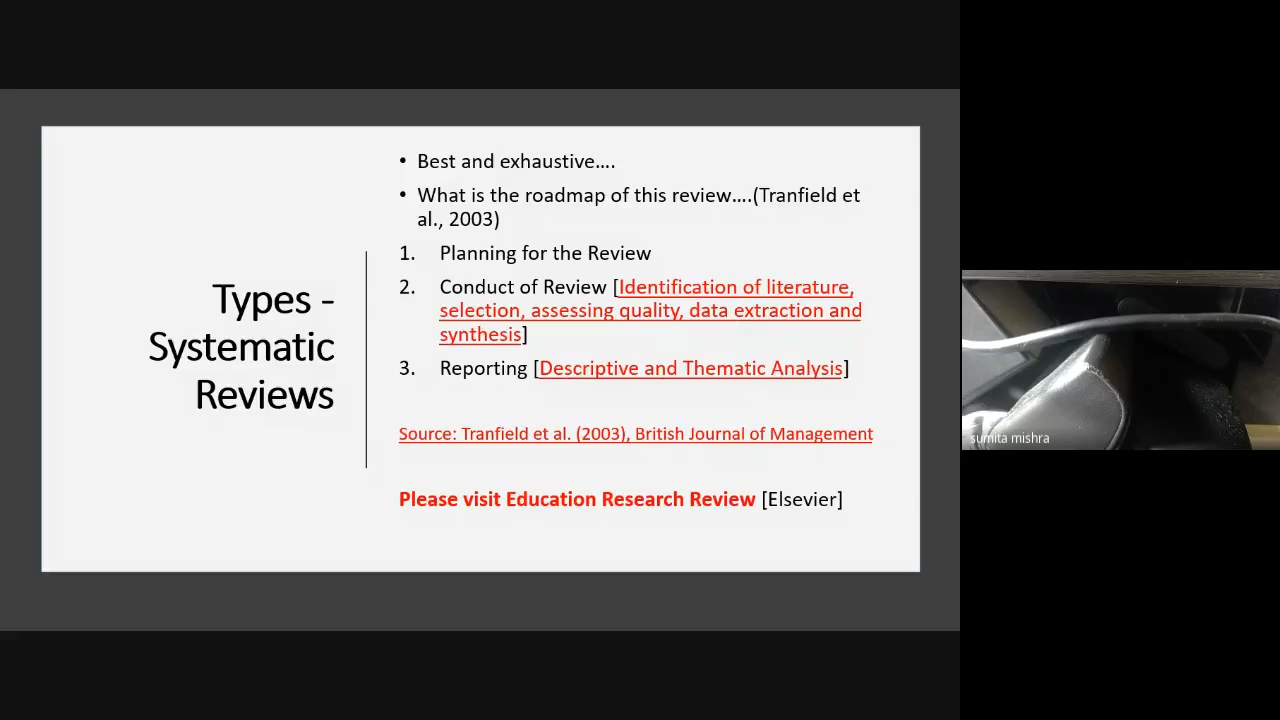 Types -
Systematic
Reviews
• Best and exhaustive....
• What is the roadmap of this review....(Tranfield et
al., 2003)
1. Planning for the Review
2. Conduct of Review [Identification of literature,
selection, assessing quality, data extraction and
synthesis]
3. Reporting [Descriptive and Thematic Analysis]
Source: Tranfield et al. (2003), British Journal of Management
Please visit Education Research Review [Elsevier]
sumita mishra